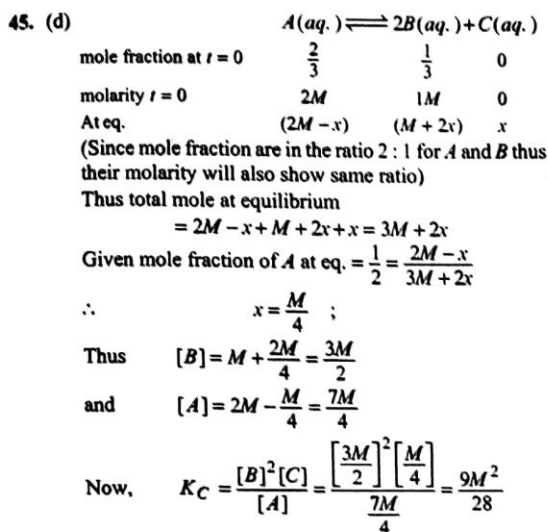 45. (d) A(aq.) ⇌ 2B(aq.) + C(aq.)
mole fraction at t = 0 2/3 1/3 0
molarity t = 0 2M 1M 0
At eq. (2M − x) (M + 2x) x
(Since mole fraction are in the ratio 2 : 1 for A and B thus
their molarity will also show same ratio)
Thus total mole at equilibrium
= 2M − x + M + 2x + x = 3M + 2x
Given mole fraction of A at eq. = 1/2 = (2M − x)/(3M + 2x)
∴ x = M/4 ;
Thus [B] = M + 2M/4 = 3M/2
and [A] = 2M − M/4 = 7M/4
Now, K_C = [B]²[C]/[A] = [3M/2]² [M/4] / (7M/4) = 9M²/28